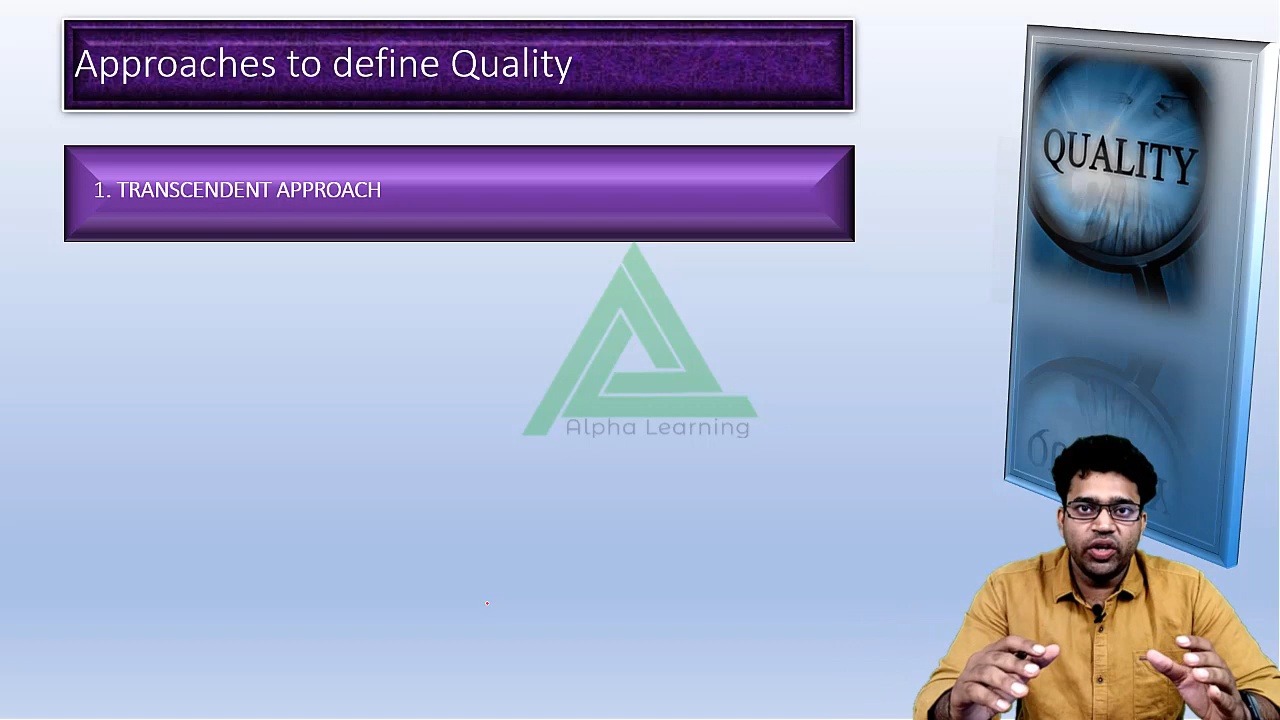 Approaches to define Quality
1. TRANSCENDENT APPROACH
QUALITY
Alpha Learning